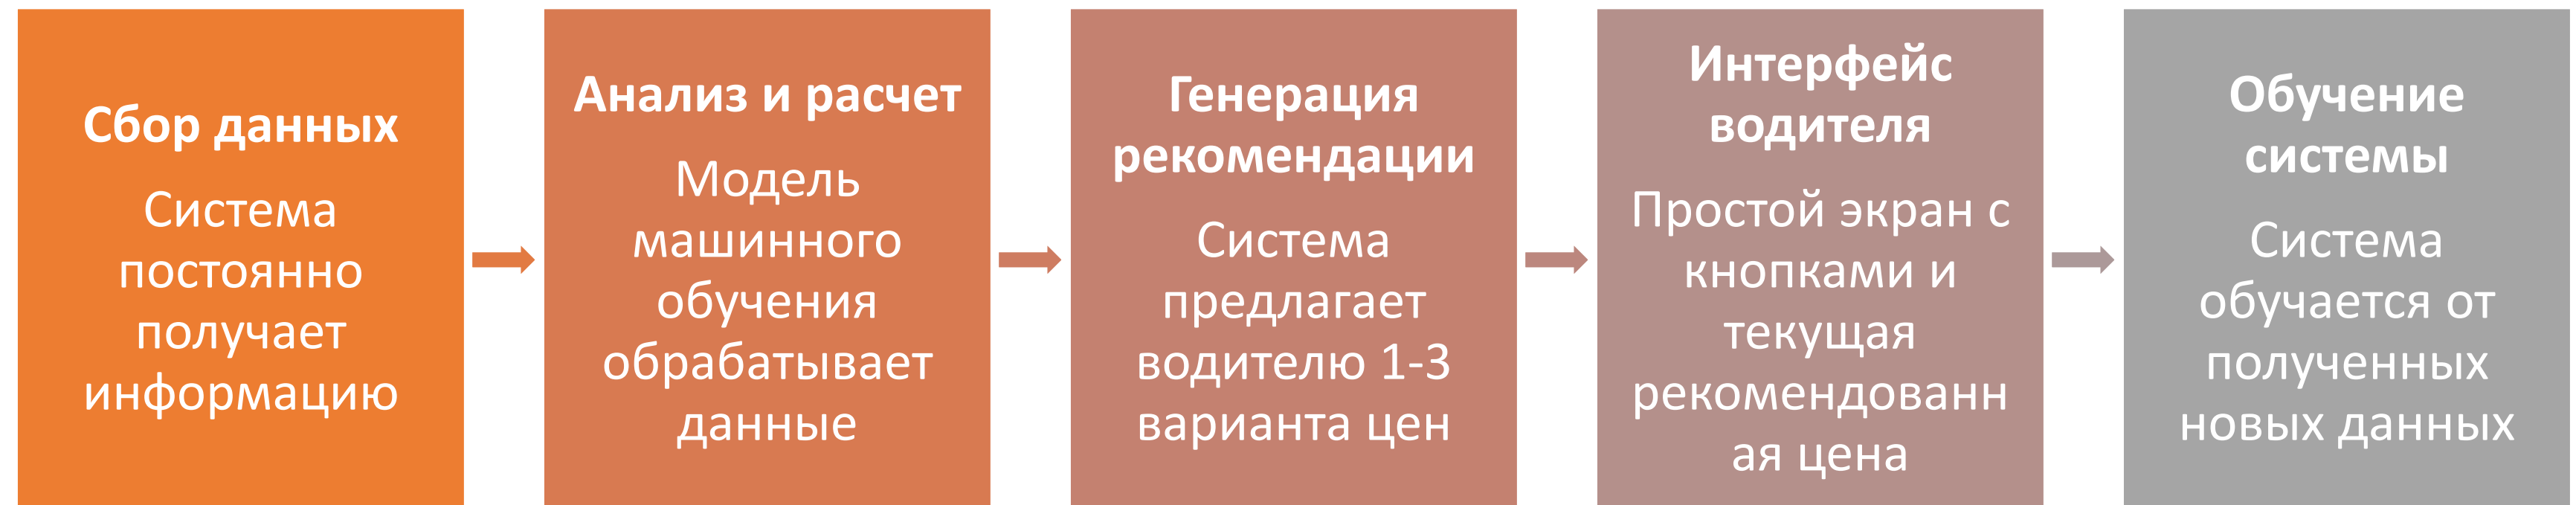 Сбор данных
Система
постоянно
получает
информацию
Анализ и расчет
Модель
машинного
обучения
обрабатывает
данные
Генерация
рекомендации
Система
предлагает
водителю 1-3
варианта цен
Интерфейс
водителя
Простой экран с
кнопками и
текущая
рекомендованн
ая цена
Обучение
системы
Система
обучается от
полученных
новых данных